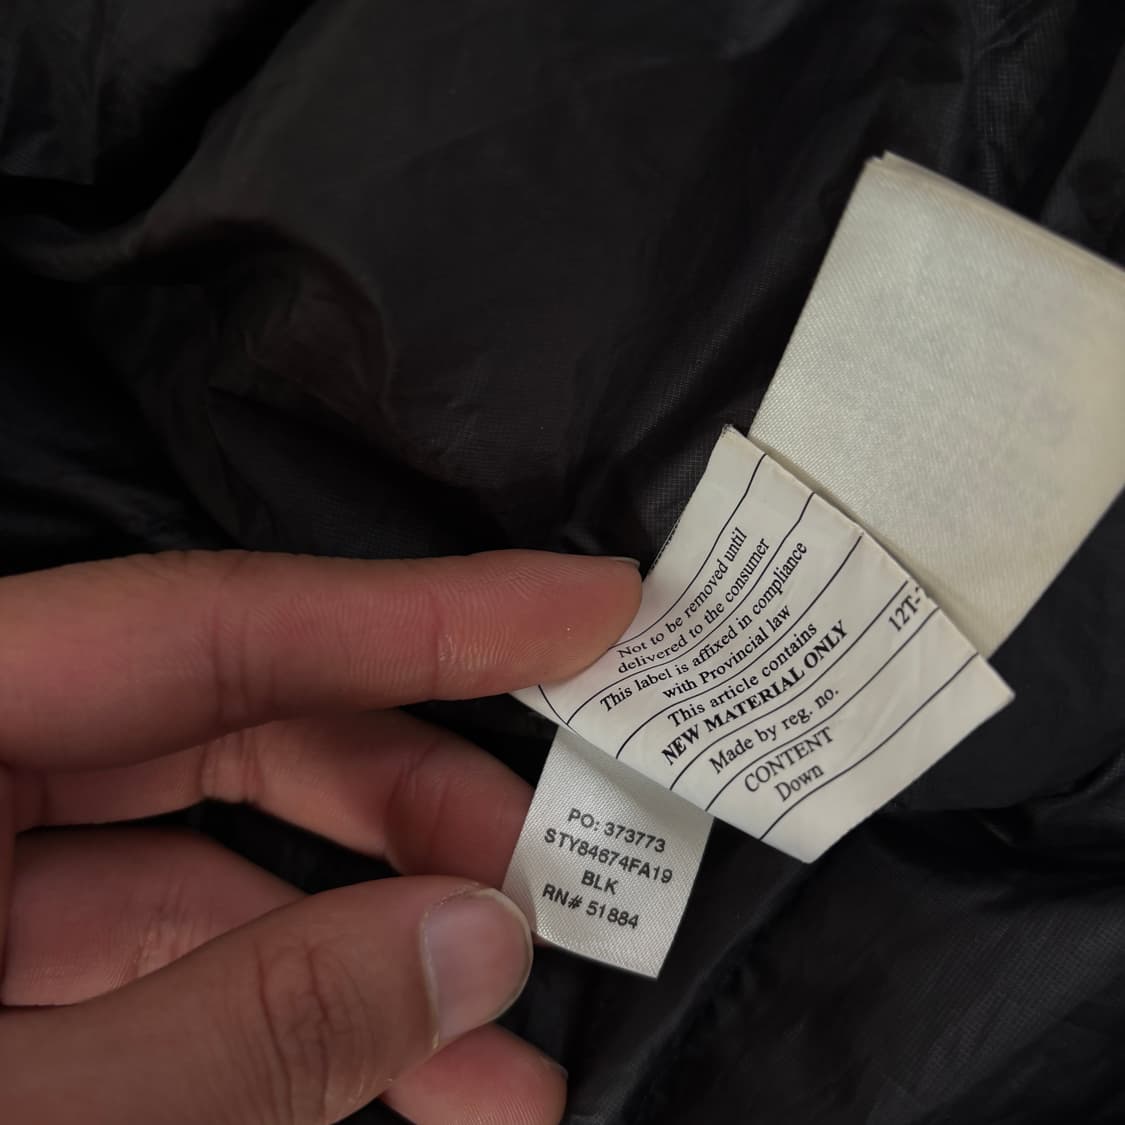 Not to be removed until
delivered to the consumer
This label is affixed in compliance
with Provincial law
This article contains
NEW MATERIAL ONLY
Made by reg. no.
12T-
CONTENT
Down
PO: 373773
STY84674FA19
BLK
RN# 51884